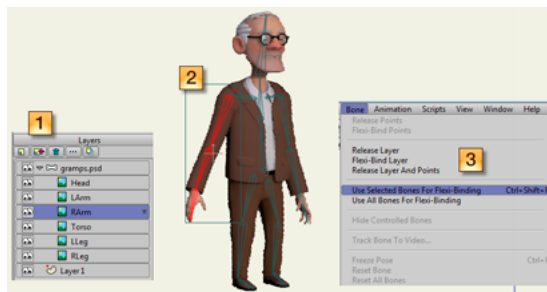 1
Layers
gramps.psd
Head
LArm
RArm
Torso
LLeg
RLeg
Layer 1
2
Bone Animation Scripts View Window Help
Release Points
Flexi-Bind Points
Release Layer
Flexi-Bind Layer
Release Layer And Points
3
Use Selected Bones For Flexi-Binding Ctrl+Shift+
Use All Bones For Flexi-Binding
Hide Controlled Bones
Track Bone To Video...
Freeze Pose Ctrl+
Reset Bone
Reset All Bones